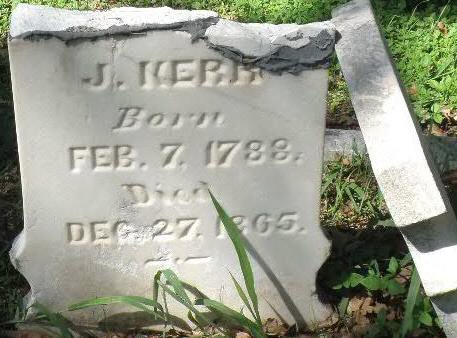 J. KERR
Born
FEB. 7, 1788.
Died
DEC. 27, 1865.